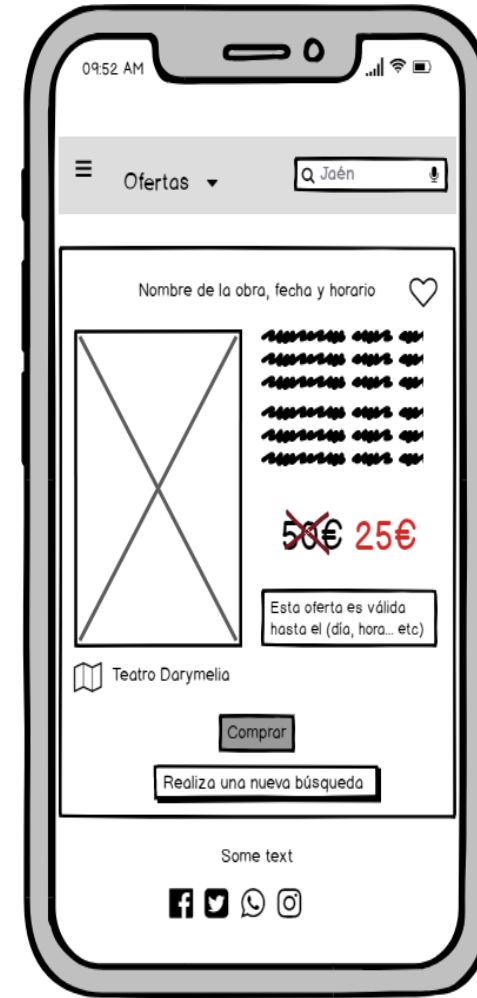 09:52 AM
Ofertas
Jaén
Nombre de la obra, fecha y horario
50€ 25€
Esta oferta es válida
hasta el (día, hora... etc)
Teatro Darymelia
Comprar
Realiza una nueva búsqueda
Some text